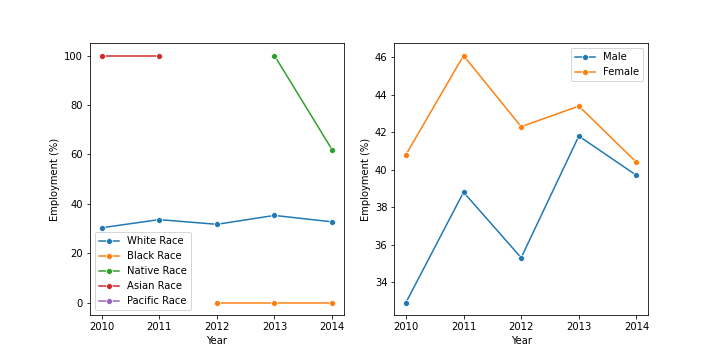 100
80
60
40
20
0
Employment (%)
White Race
Black Race
Native Race
Asian Race
Pacific Race
2010 2011 2012 2013 2014
Year
46
44
42
40
38
36
34
Employment (%)
Male
Female
2010 2011 2012 2013 2014
Year